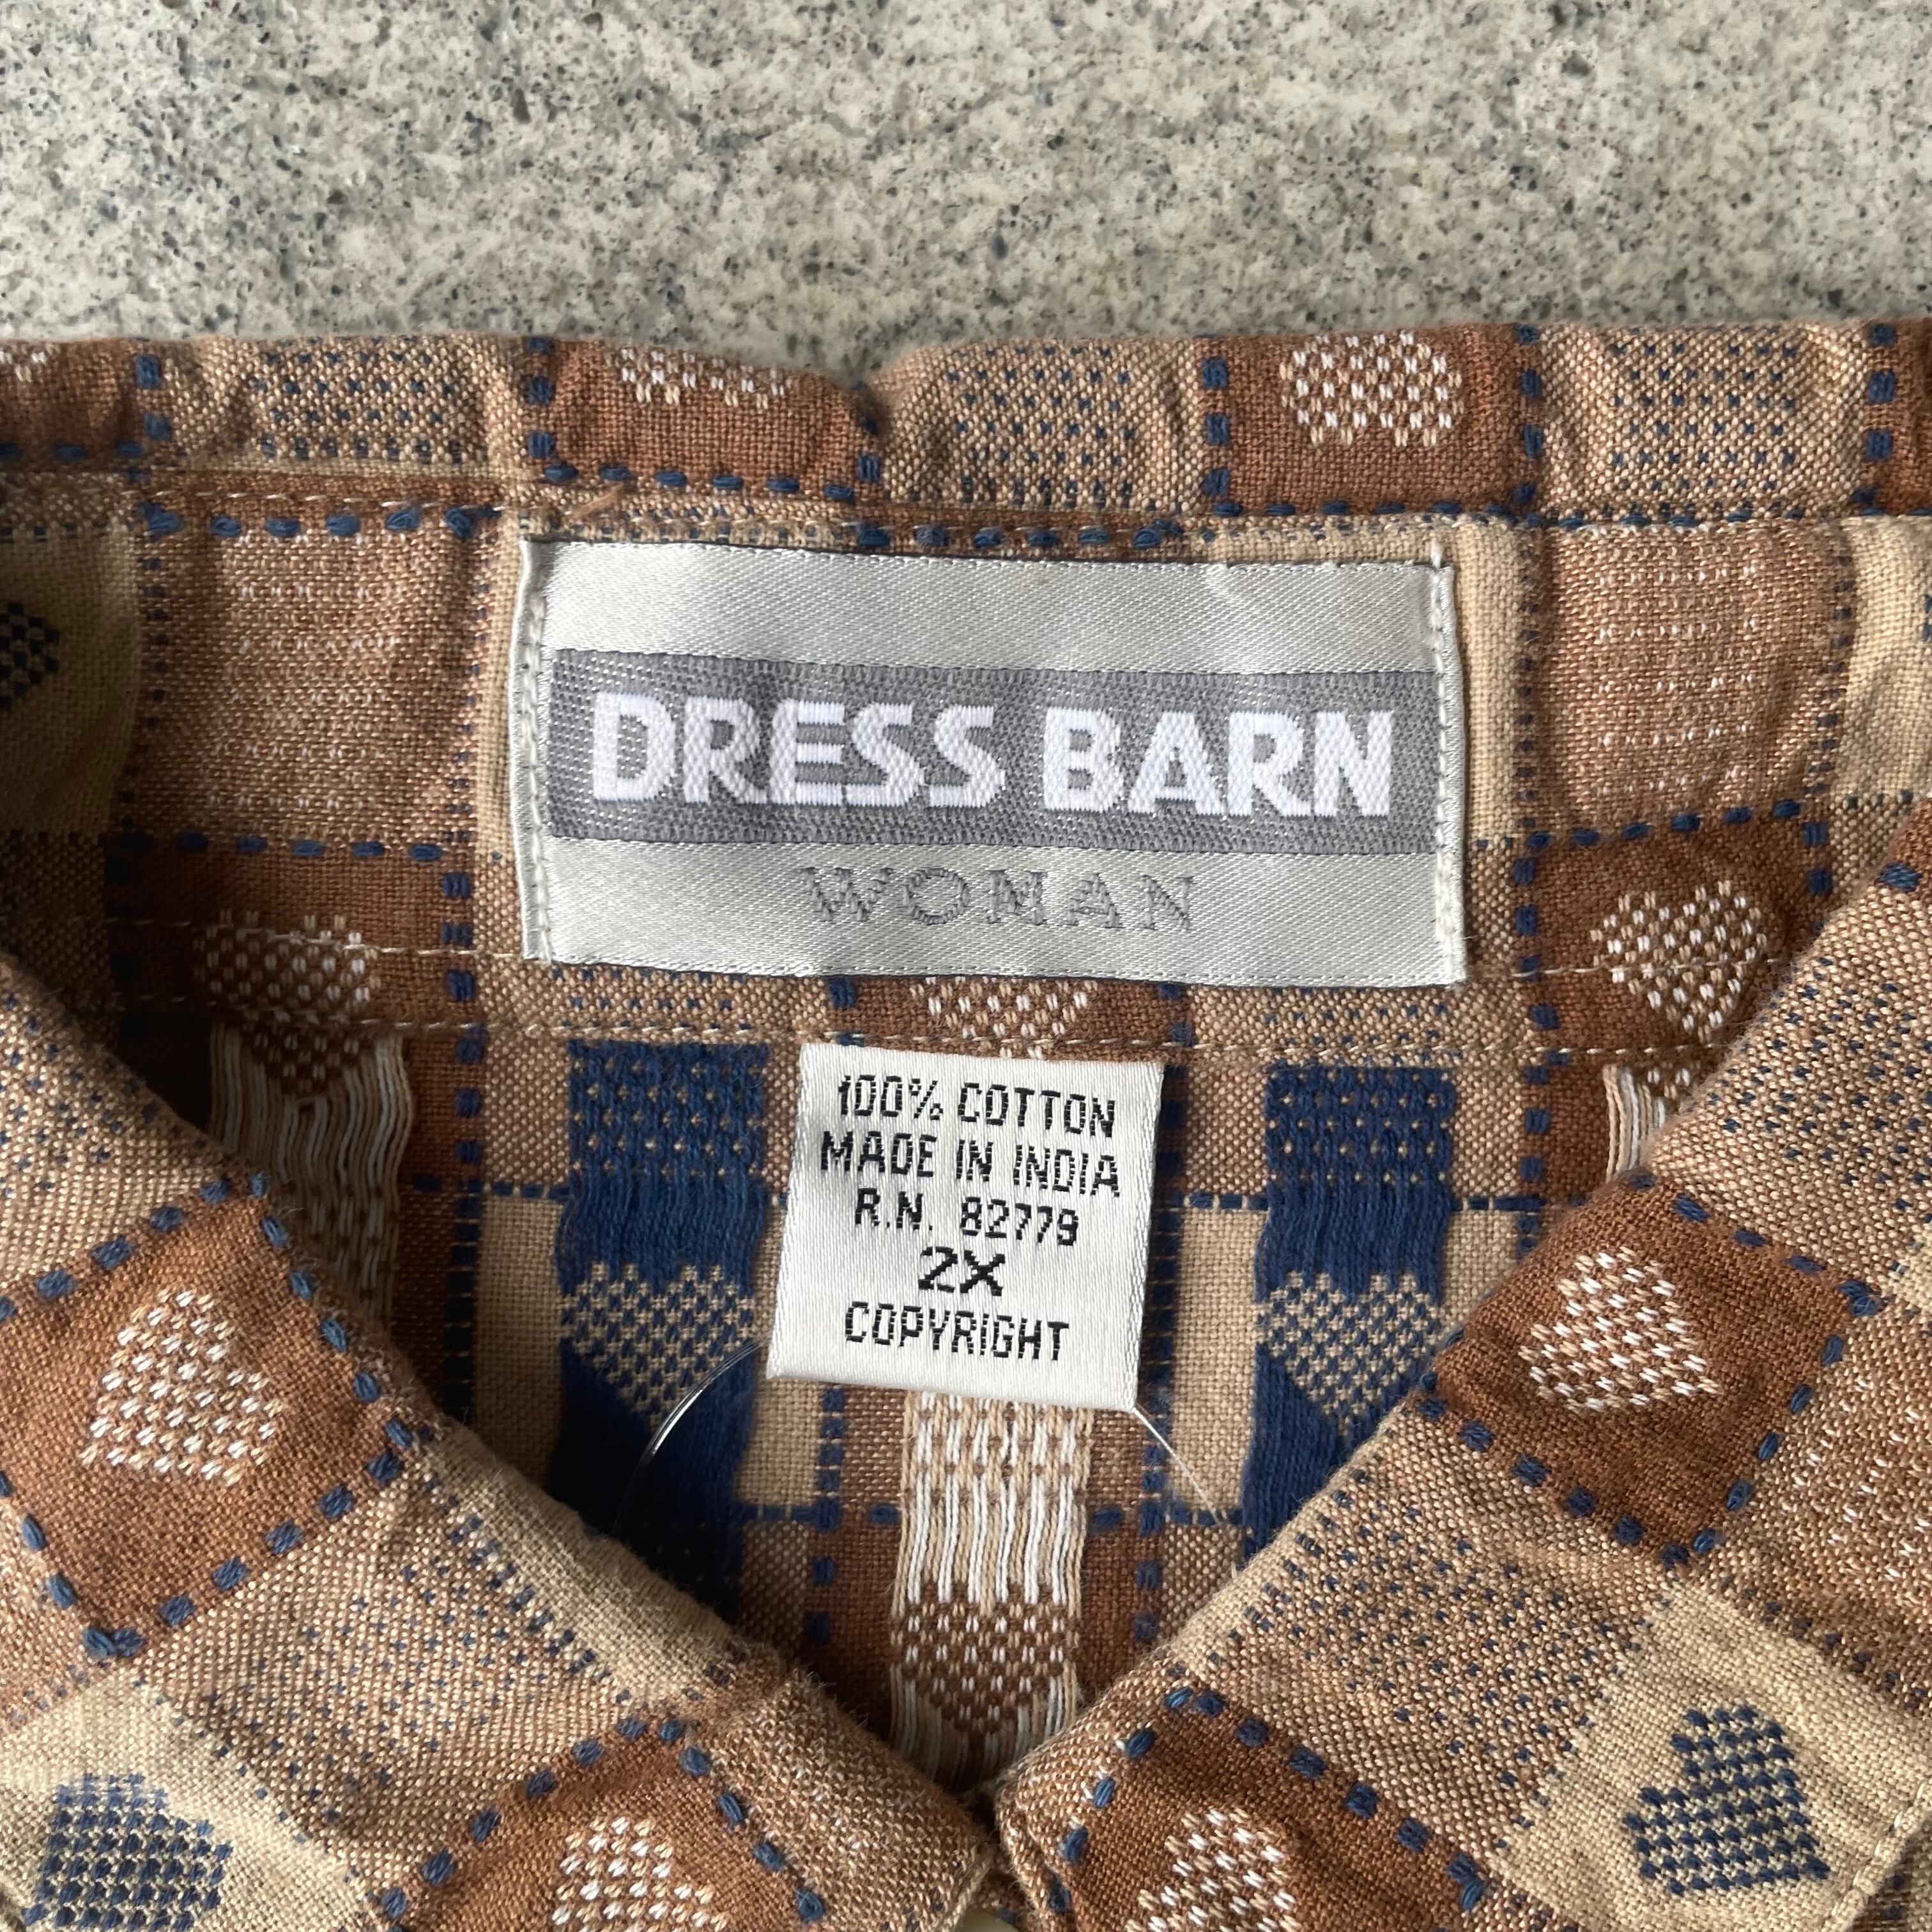 DRESS BARN
WOMAN
100% COTTON
MADE IN INDIA
R.N. 82779
2X
COPYRIGHT